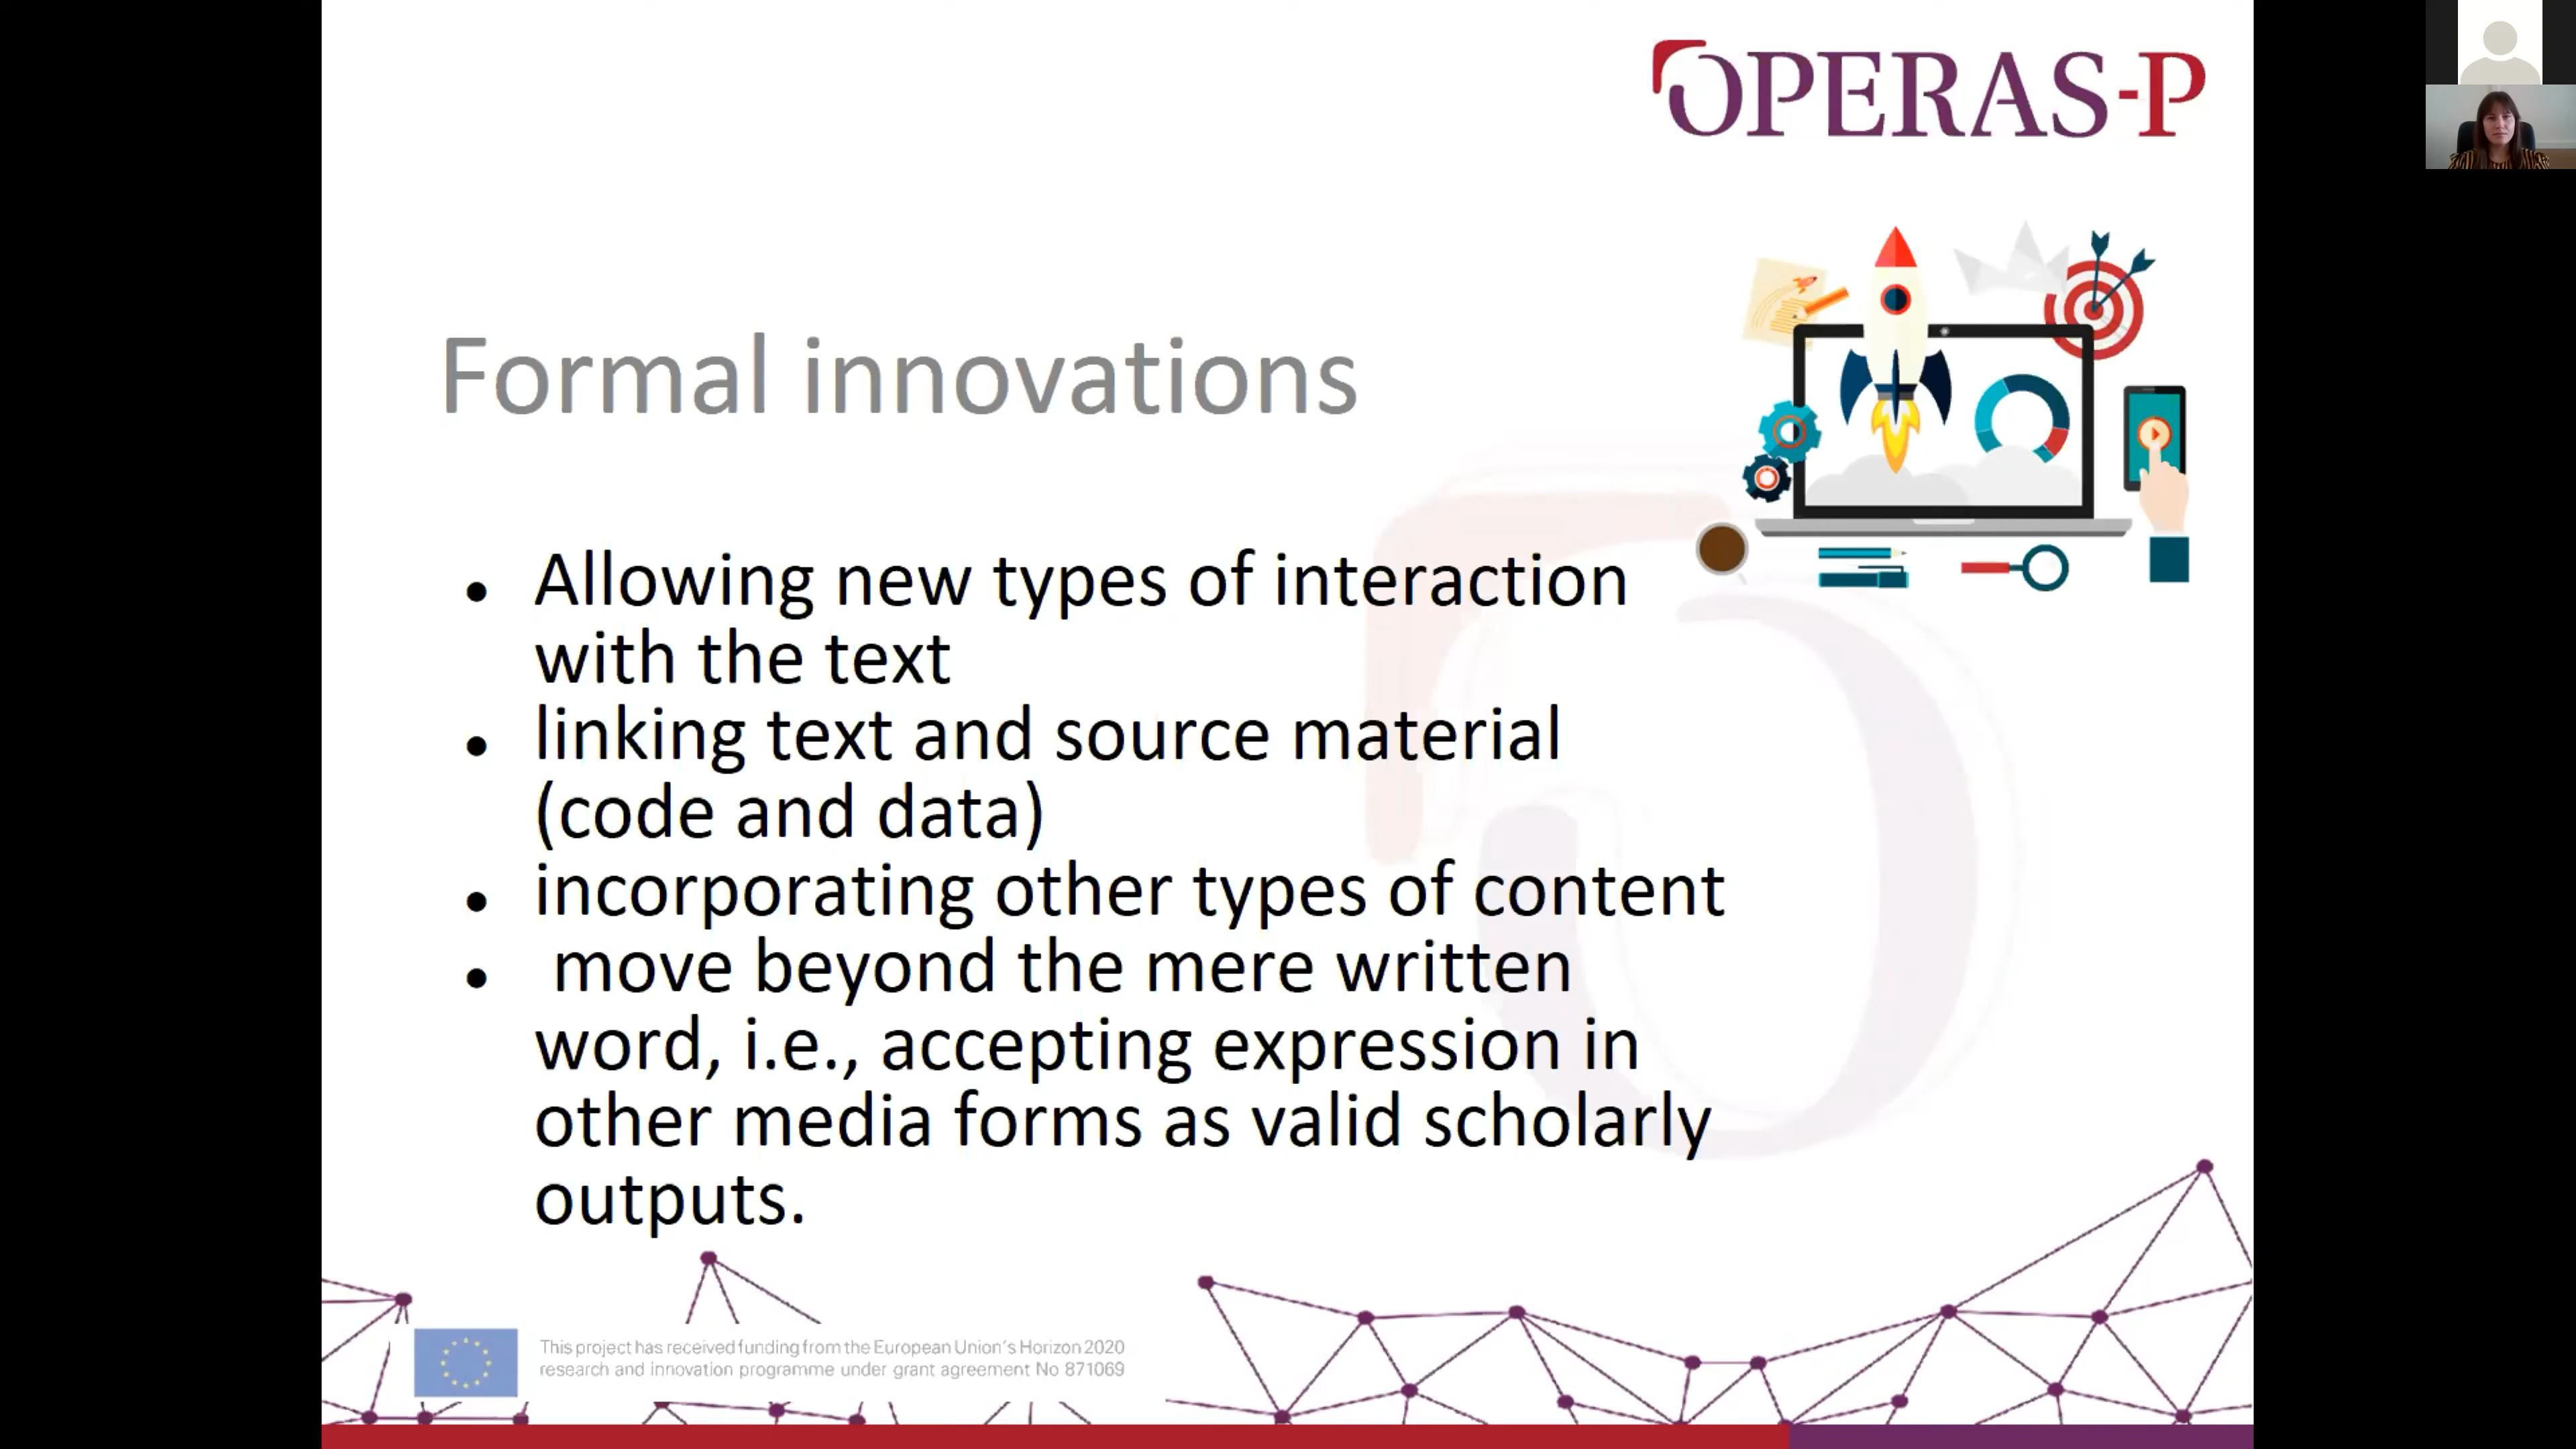 OPERAS-P
Formal innovations
• Allowing new types of interaction
with the text
• linking text and source material
(code and data)
• incorporating other types of content
• move beyond the mere written
word, i.e., accepting expression in
other media forms as valid scholarly
outputs.
This project has received funding from the European Union's Horizon 2020
research and innovation programme under grant agreement No 871069